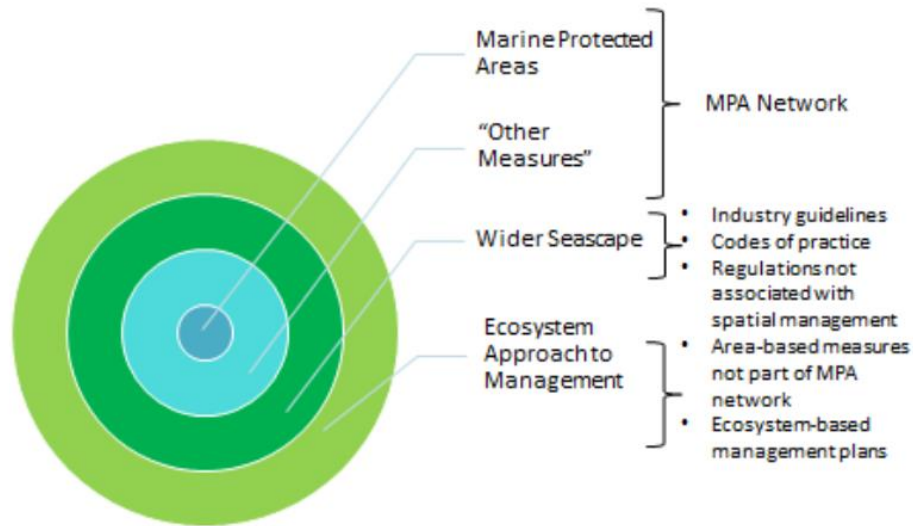 Marine Protected
Areas
"Other
Measures"
MPA Network
Wider Seascape
• Industry guidelines
• Codes of practice
• Regulations not
associated with
spatial management
Ecosystem
Approach to
Management
• Area-based measures
not part of MPA
network
• Ecosystem-based
management plans